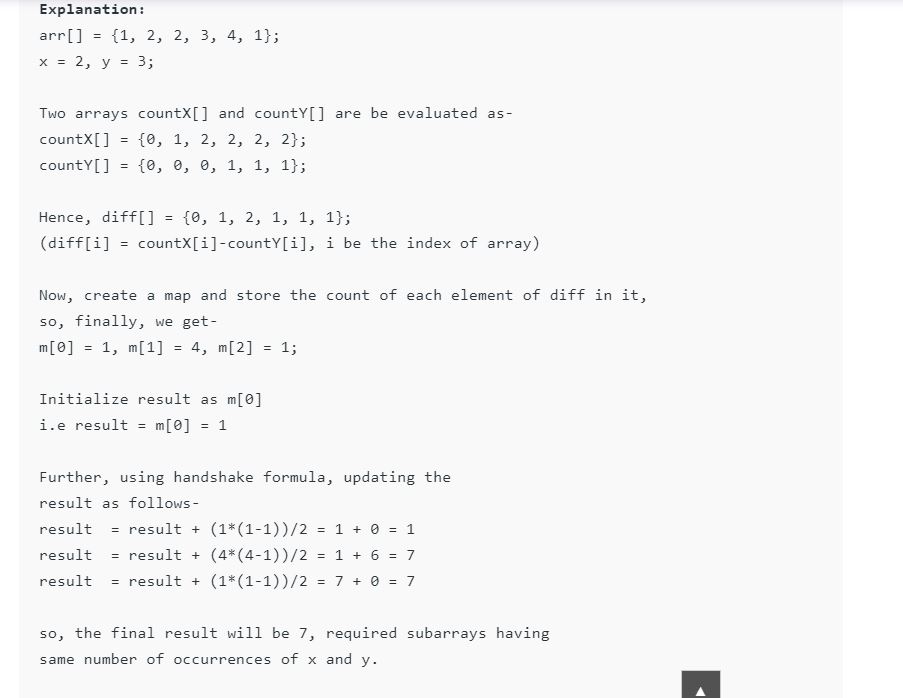 Explanation:
arr[] = {1, 2, 2, 3, 4, 1};
x = 2, y = 3;
Two arrays countX[] and countY[] are be evaluated as-
countX[] = {0, 1, 2, 2, 2, 2};
countY[] = {0, 0, 0, 1, 1, 1};
Hence, diff[] = {0, 1, 2, 1, 1, 1};
(diff[i] = countX[i]-countY[i], i be the index of array)
Now, create a map and store the count of each element of diff in it,
so, finally, we get-
m[0] = 1, m[1] = 4, m[2] = 1;
Initialize result as m[0]
i.e result = m[0] = 1
Further, using handshake formula, updating the
result as follows-
result  = result + (1*(1-1))/2 = 1 + 0 = 1
result  = result + (4*(4-1))/2 = 1 + 6 = 7
result  = result + (1*(1-1))/2 = 7 + 0 = 7
so, the final result will be 7, required subarrays having
same number of occurrences of x and y.